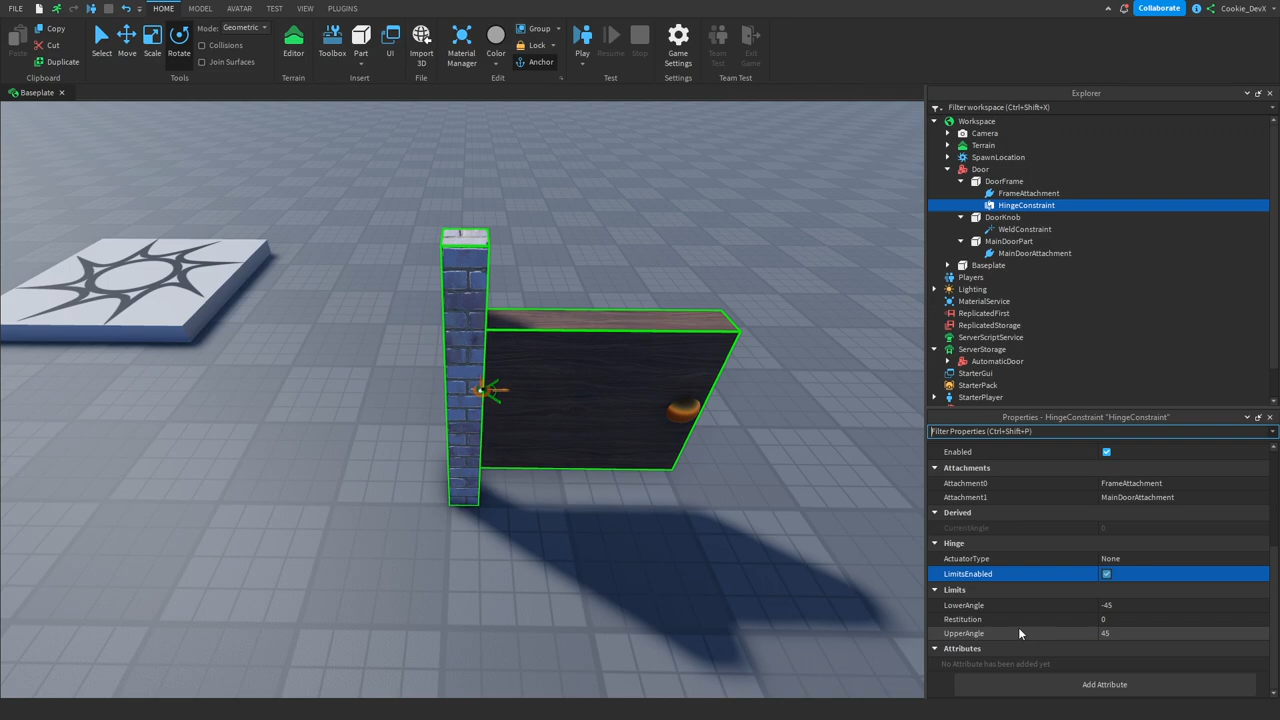 FILE HOME MODEL AVATAR TEST VIEW PLUGINS Collaborate Cookie_DevX
Paste Copy Cut Duplicate Select Move Scale Rotate Mode: Geometric Collisions Join Surfaces Editor Toolbox Part UI Import 3D Material Manager Color Group Lock Anchor Play Resume Stop Game Settings Team Test Exit Game
Clipboard Tools Terrain Insert File Edit Test Settings Team Test
Baseplate
Explorer
Filter workspace (Ctrl+Shift+X)
Workspace
Camera
Terrain
SpawnLocation
Door
DoorFrame
FrameAttachment
HingeConstraint
DoorKnob
WeldConstraint
MainDoorPart
MainDoorAttachment
Baseplate
Players
Lighting
MaterialService
ReplicatedFirst
ReplicatedStorage
ServerScriptService
ServerStorage
AutomaticDoor
StarterGui
StarterPack
StarterPlayer
Properties - HingeConstraint "HingeConstraint"
Filter Properties (Ctrl+Shift+P)
Enabled
Attachments
Attachment0 FrameAttachment
Attachment1 MainDoorAttachment
Derived
CurrentAngle 0
Hinge
ActuatorType None
LimitsEnabled
Limits
LowerAngle -45
Restitution 0
UpperAngle 45
Attributes
No Attribute has been added yet
Add Attribute